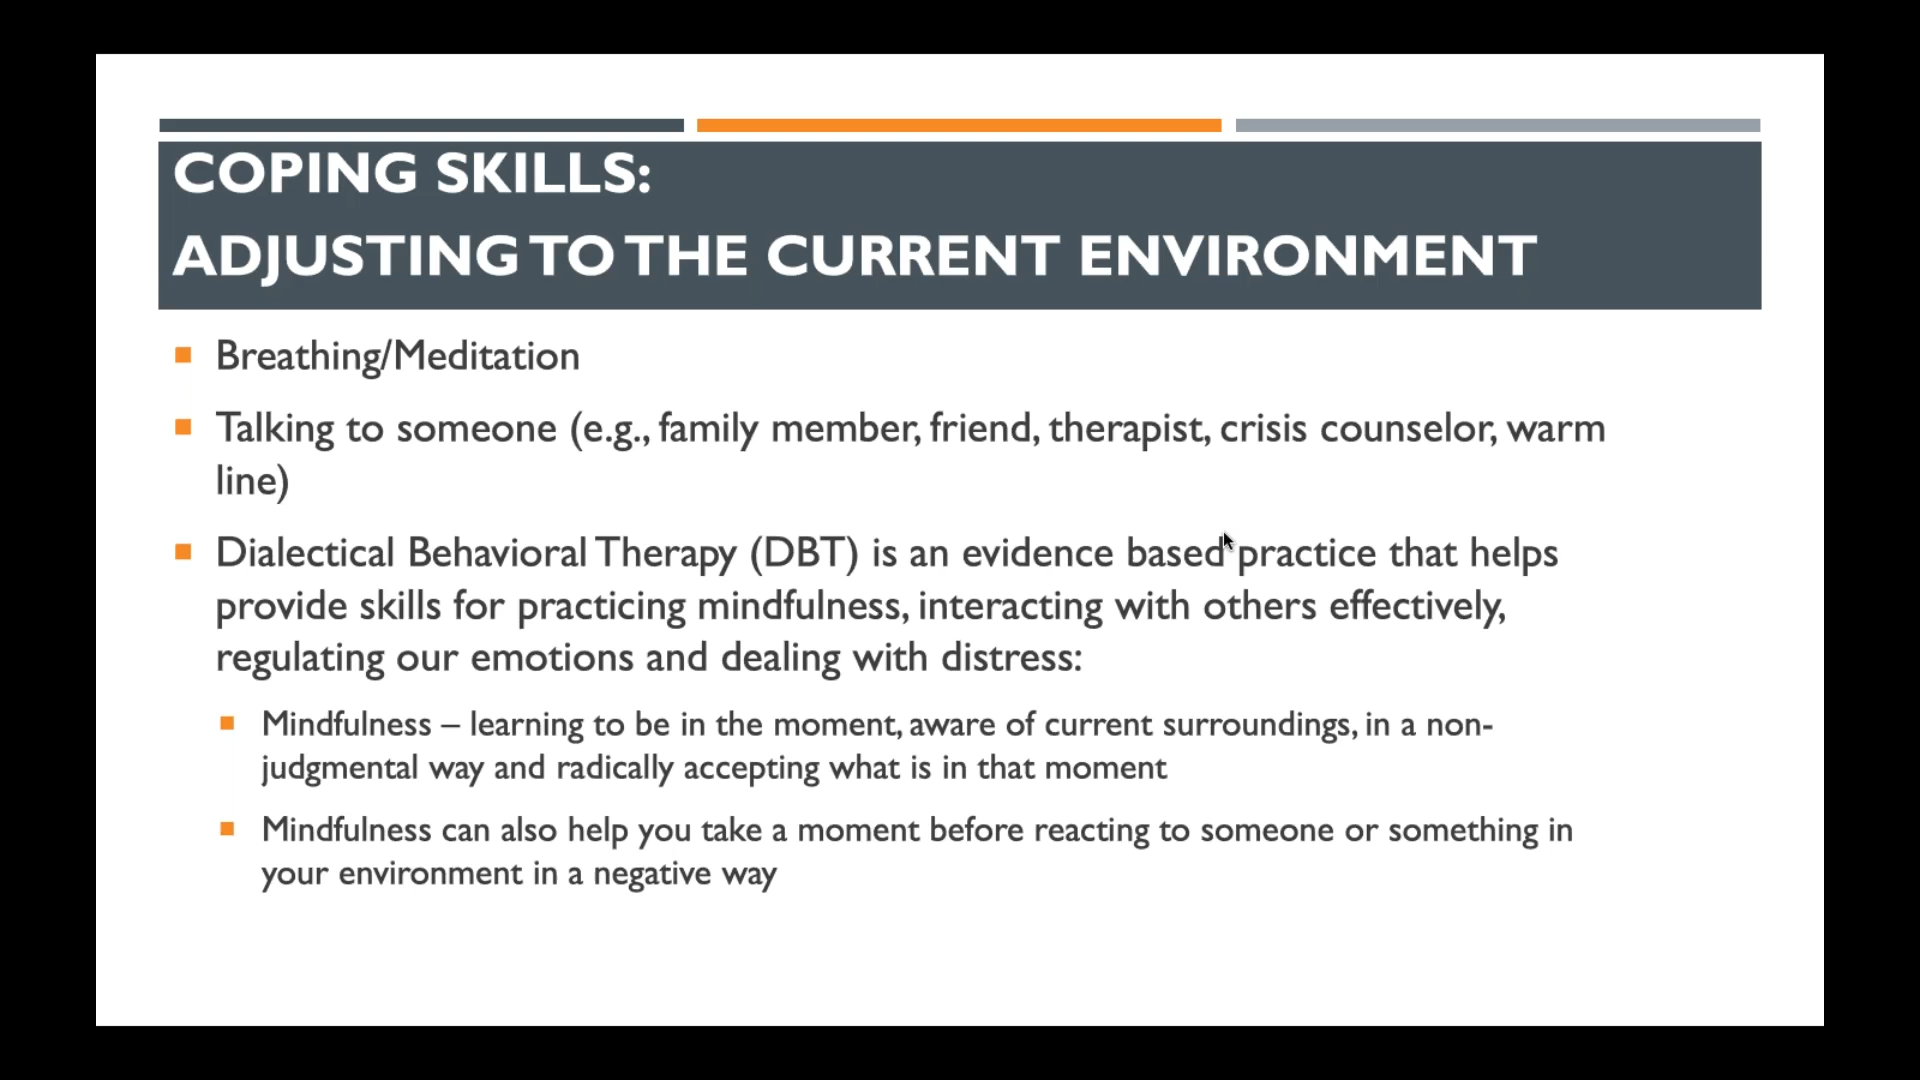 COPING SKILLS:
ADJUSTING TO THE CURRENT ENVIRONMENT
Breathing/Meditation
Talking to someone (e.g., family member, friend, therapist, crisis counselor, warm
line)
Dialectical Behavioral Therapy (DBT) is an evidence based practice that helps
provide skills for practicing mindfulness, interacting with others effectively,
regulating our emotions and dealing with distress:
Mindfulness – learning to be in the moment, aware of current surroundings, in a non-
judgmental way and radically accepting what is in that moment
Mindfulness can also help you take a moment before reacting to someone or something in
your environment in a negative way